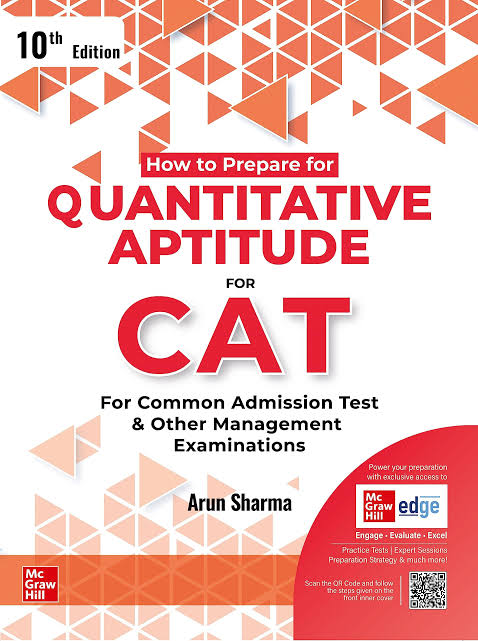 10th Edition
How to Prepare for
QUANTITATIVE
APTITUDE
FOR
CAT
For Common Admission Test
& Other Management
Examinations
Arun Sharma
Power your preparation
with exclusive access to
Mc
Graw
Hill
edge
Engage • Evaluate • Excel
Practice Tests | Expert Sessions
Preparation Strategy & much more!
Scan the QR Code and follow
the steps given on the
front inner cover
Mc
Graw
Hill